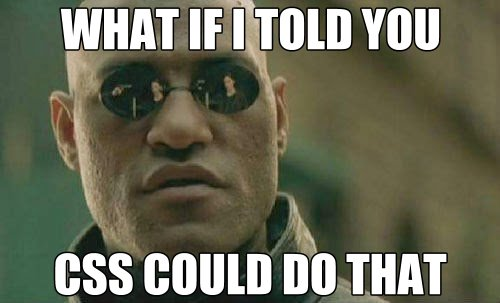 WHAT IF I TOLD YOU
CSS COULD DO THAT